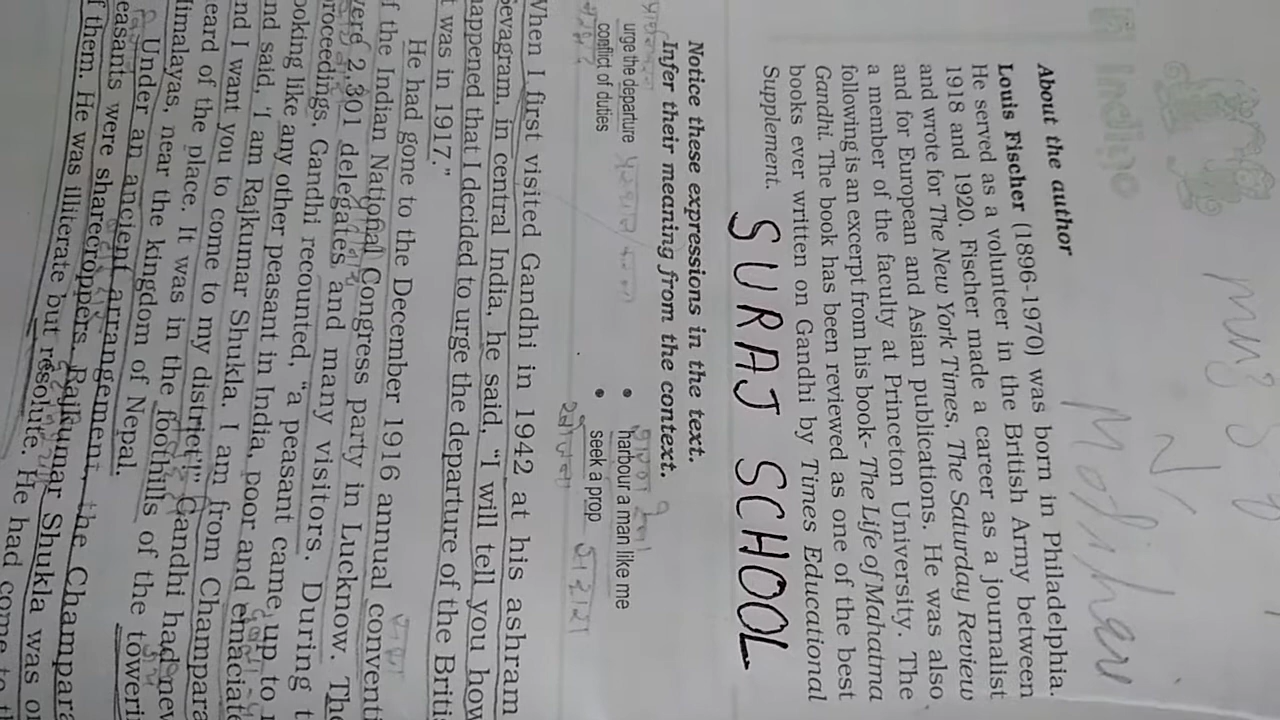 Indigo
About the author
Louis Fischer (1896-1970) was born in Philadelphia.
He served as a volunteer in the British Army between
1918 and 1920. Fischer made a career as a journalist
and wrote for The New York Times, The Saturday Review
and for European and Asian publications. He was also
a member of the faculty at Princeton University. The
following is an excerpt from his book- The Life of Mahatma
Gandhi. The book has been reviewed as one of the best
books ever written on Gandhi by Times Educational
Supplement.
SURAJ SCHOOL
Notice these expressions in the text.
Infer their meaning from the context.
urge the departure • harbour a man like me
conflict of duties • seek a prop
When I first visited Gandhi in 1942 at his ashram
Sevagram, in central India, he said, "I will tell you how
happened that I decided to urge the departure of the Briti
t was in 1917."
He had gone to the December 1916 annual conventi
f the Indian National Congress party in Lucknow. The
were 2,301 delegates and many visitors. During t
proceedings, Gandhi recounted, "a peasant came up to
ooking like any other peasant in India, poor and emaciate
nd said, 'I am Rajkumar Shukla. I am from Champara
nd I want you to come to my district!'" Gandhi had nev
eard of the place. It was in the foothills of the toweri
Himalayas, near the kingdom of Nepal.
Under an ancient arrangement, the Champara
easants were sharecroppers. Rajkumar Shukla was o
f them. He was illiterate but resolute. He had come to th